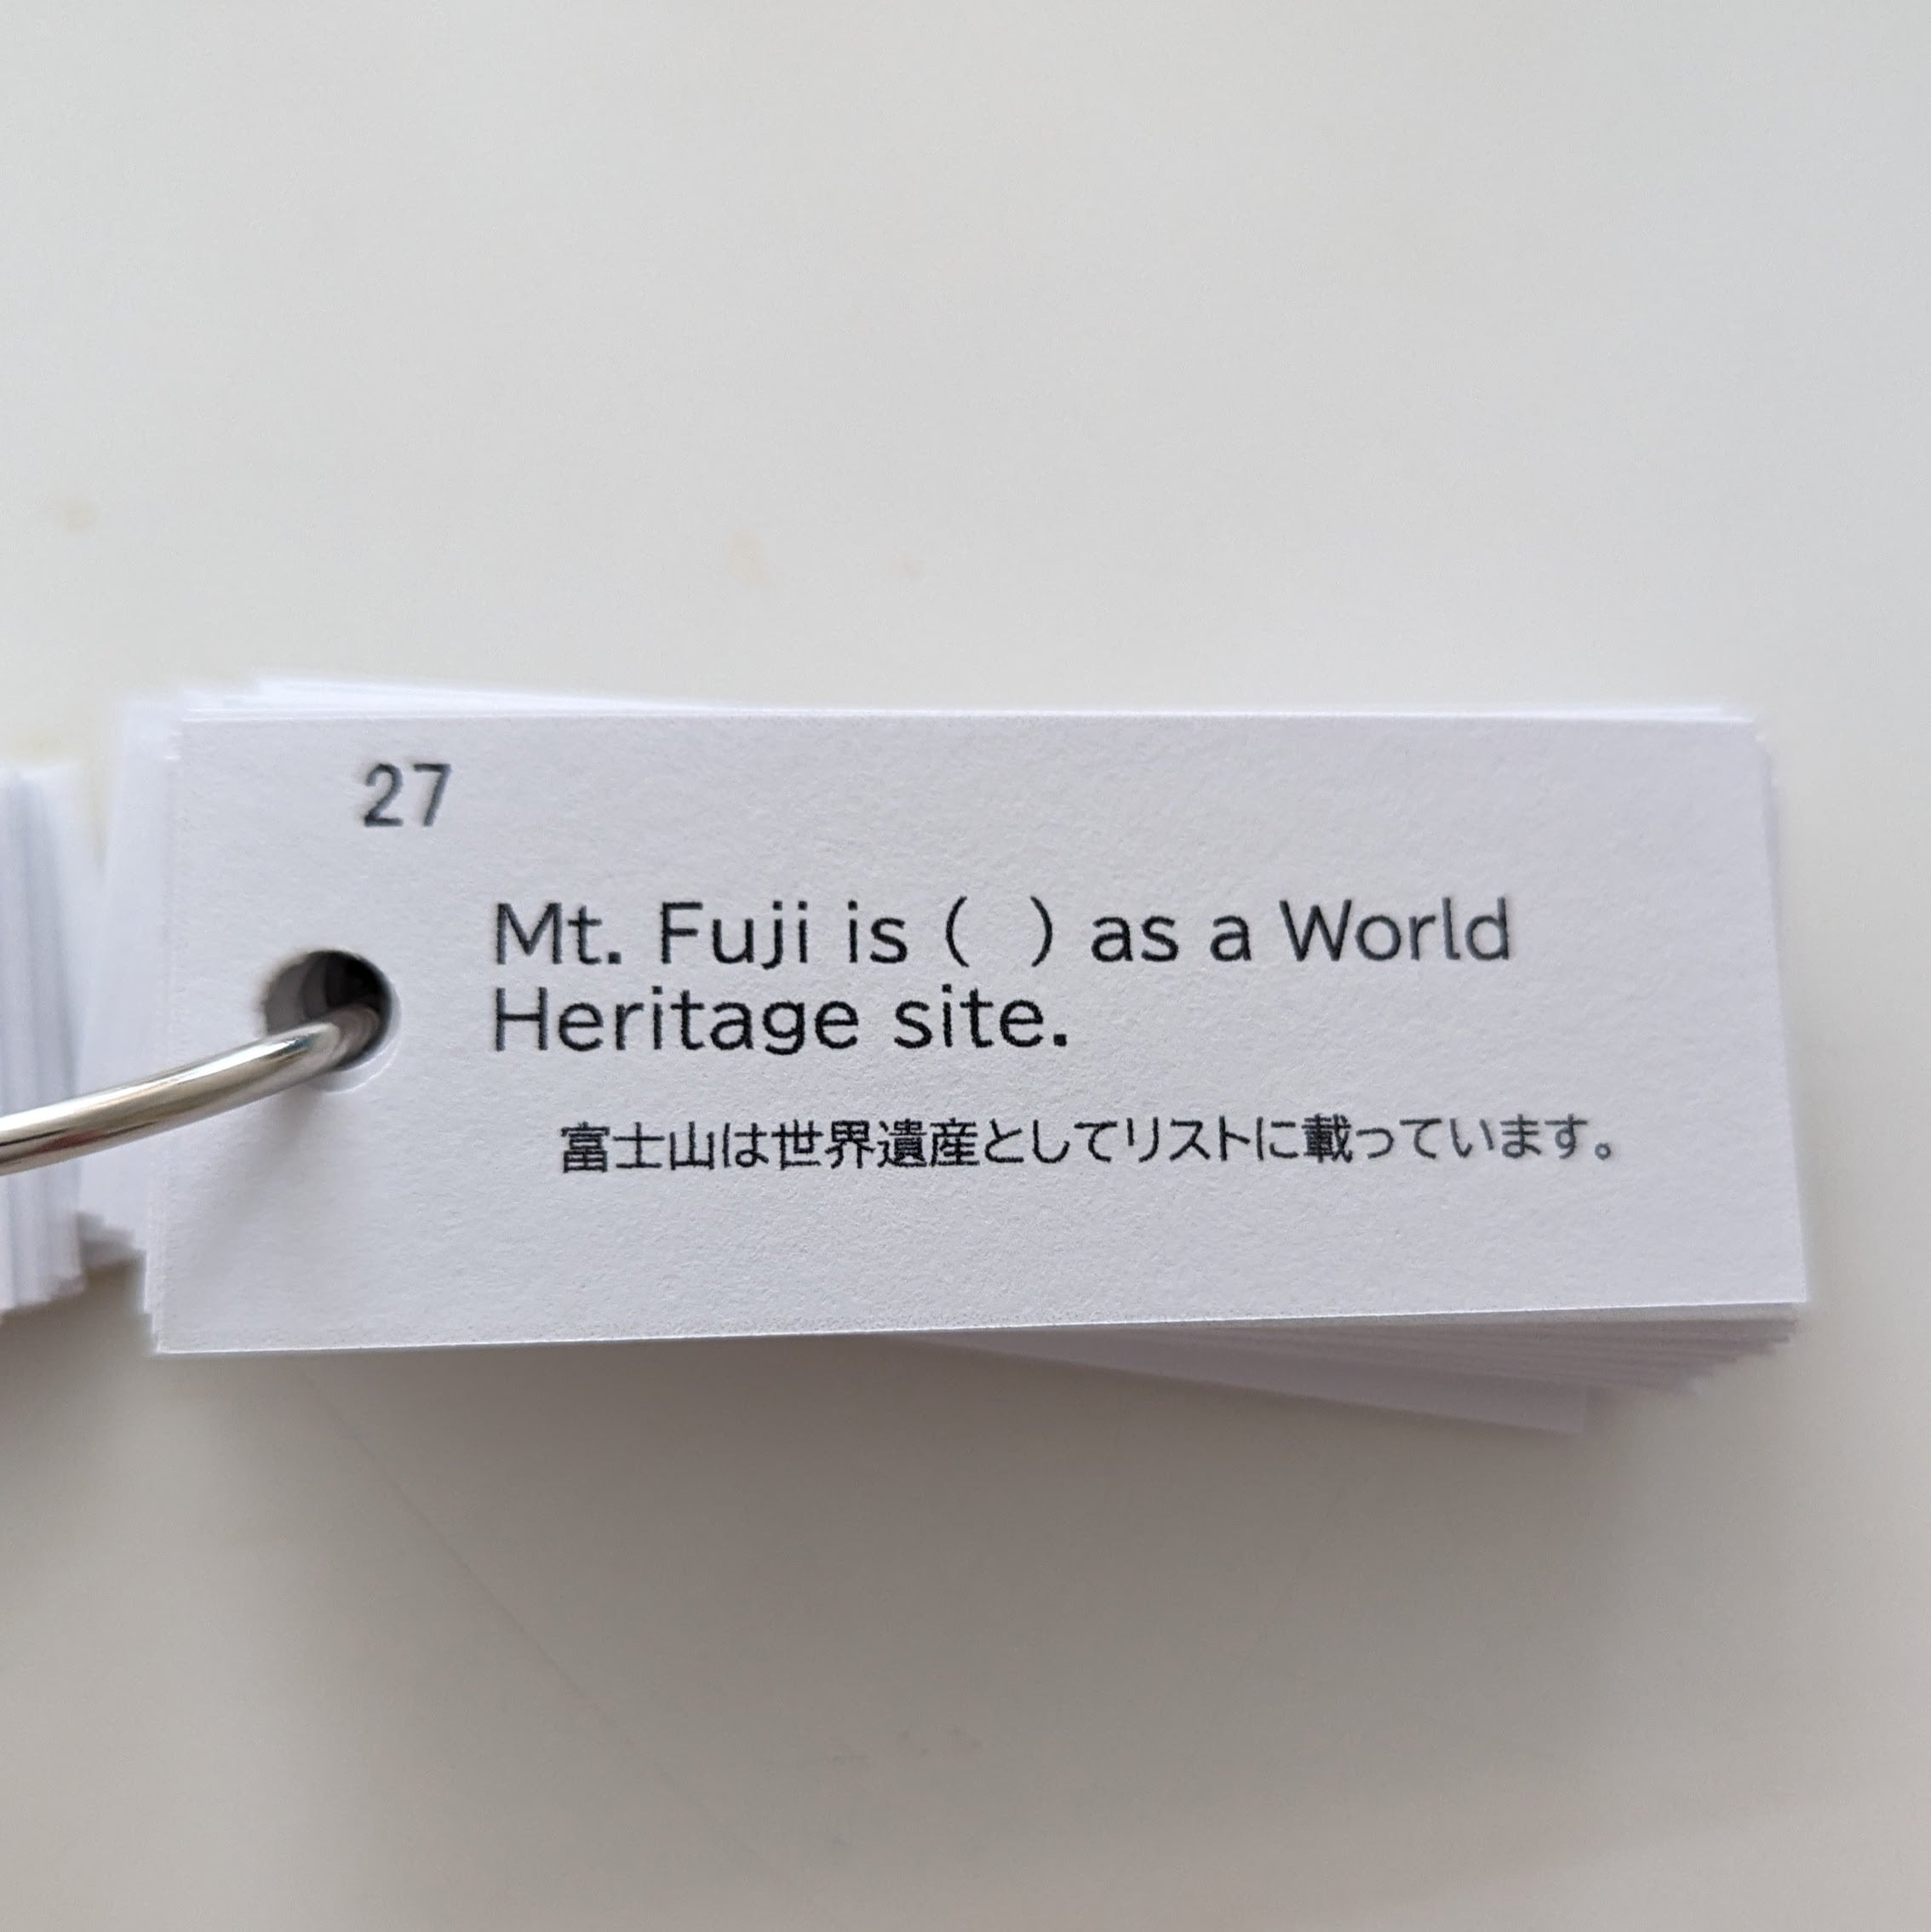 27
Mt. Fuji is (  ) as a World
Heritage site.
富士山は世界遺産としてリストに載っています。